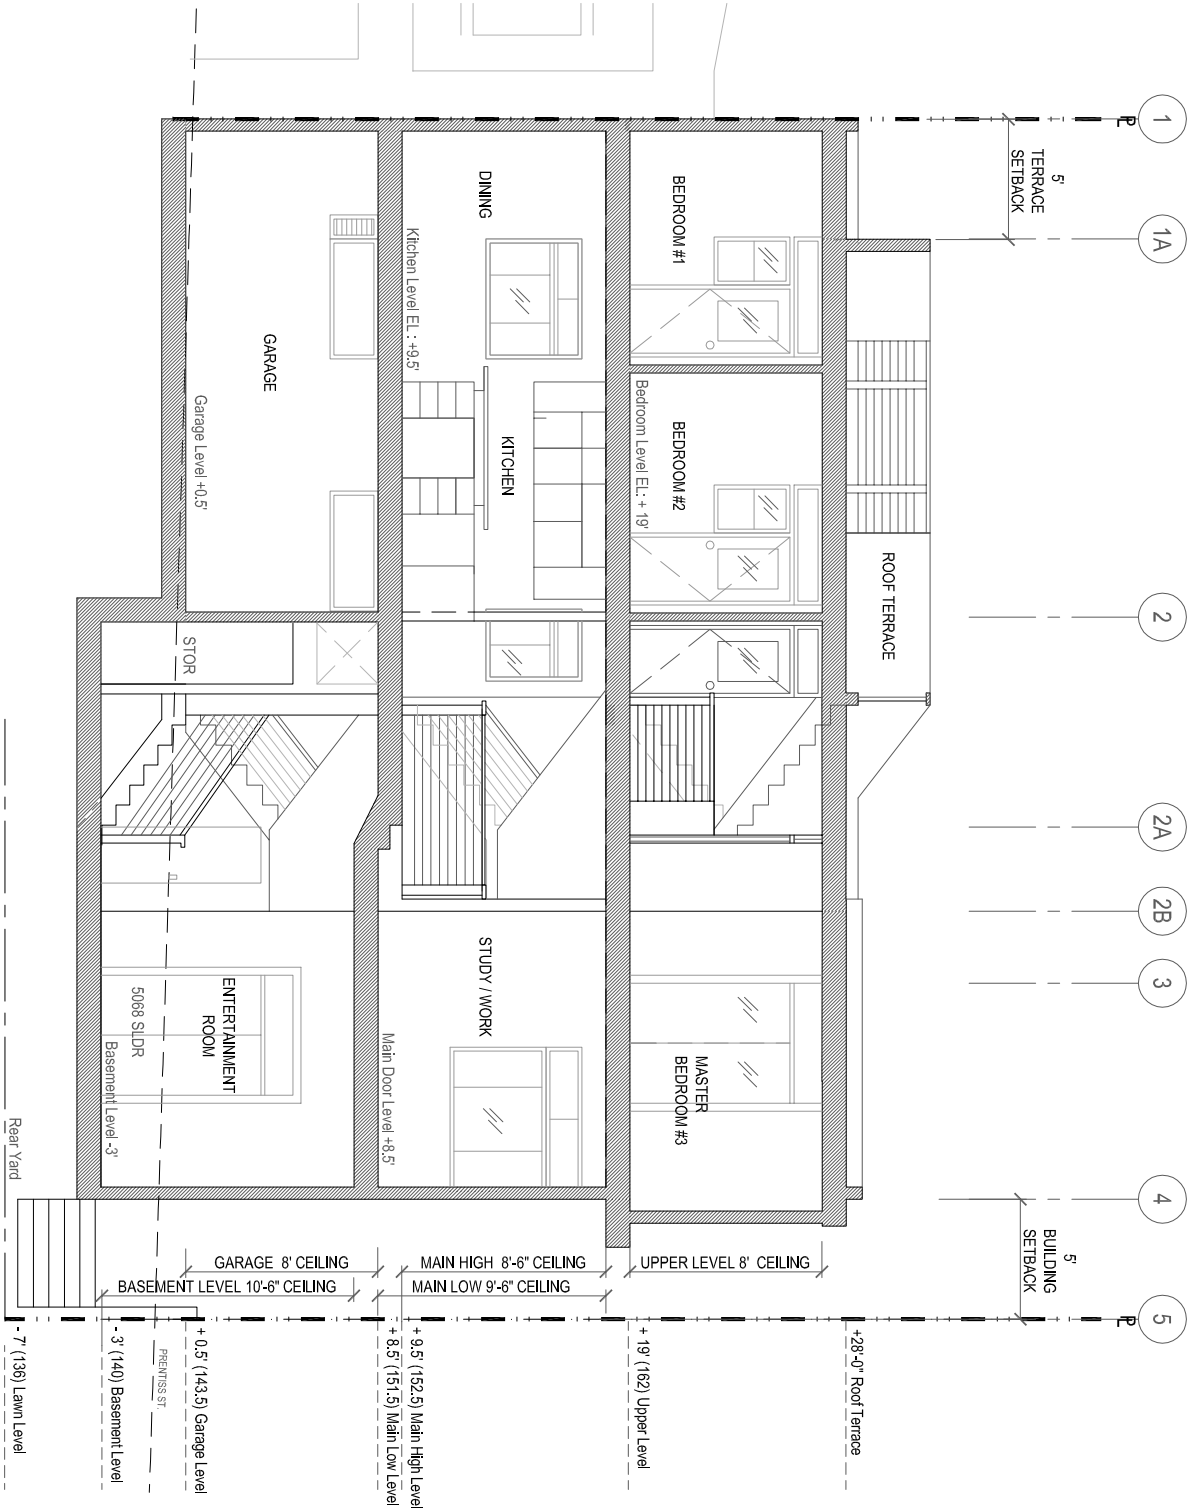 1
1A
2
2A
2B
3
4
5
PL
5'
TERRACE
SETBACK
5'
BUILDING
SETBACK
PL
ROOF TERRACE
BEDROOM #1
BEDROOM #2
Bedroom Level EL: + 19'
MASTER
BEDROOM #3
UPPER LEVEL 8' CEILING
DINING
KITCHEN
STUDY / WORK
Kitchen Level EL : +9.5'
Main Door Level +8.5'
MAIN HIGH 8'-6" CEILING
MAIN LOW 9'-6" CEILING
GARAGE
Garage Level +0.5'
STOR
ENTERTAINMENT
ROOM
5068 SLDR
Basement Level -3'
GARAGE 8' CEILING
BASEMENT LEVEL 10'-6" CEILING
Rear Yard
+28'-0" Roof Terrace
+ 19' (162) Upper Level
+ 9.5' (152.5) Main High Level
+ 8.5' (151.5) Main Low Level
+ 0.5' (143.5) Garage Level
PRENTISS ST.
- 3' (140) Basement Level
- 7' (136) Lawn Level